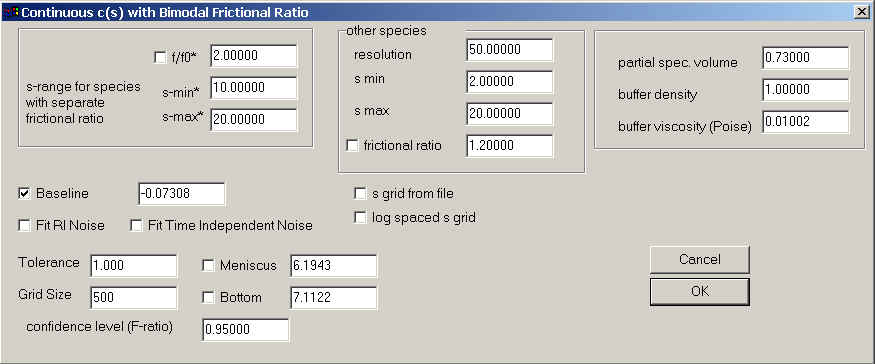 Continuous c(s) with Bimodal Frictional Ratio
f/f0* 2.00000
s-range for species
with separate
frictional ratio
s-min* 10.00000
s-max* 20.00000
other species
resolution 50.00000
s min 2.00000
s max 20.00000
frictional ratio 1.20000
partial spec. volume 0.73000
buffer density 1.00000
buffer viscosity (Poise) 0.01002
Baseline -0.07308
s grid from file
Fit RI Noise Fit Time Independent Noise
log spaced s grid
Tolerance 1.000 Meniscus 6.1943
Grid Size 500 Bottom 7.1122
confidence level (F-ratio) 0.95000
Cancel
OK